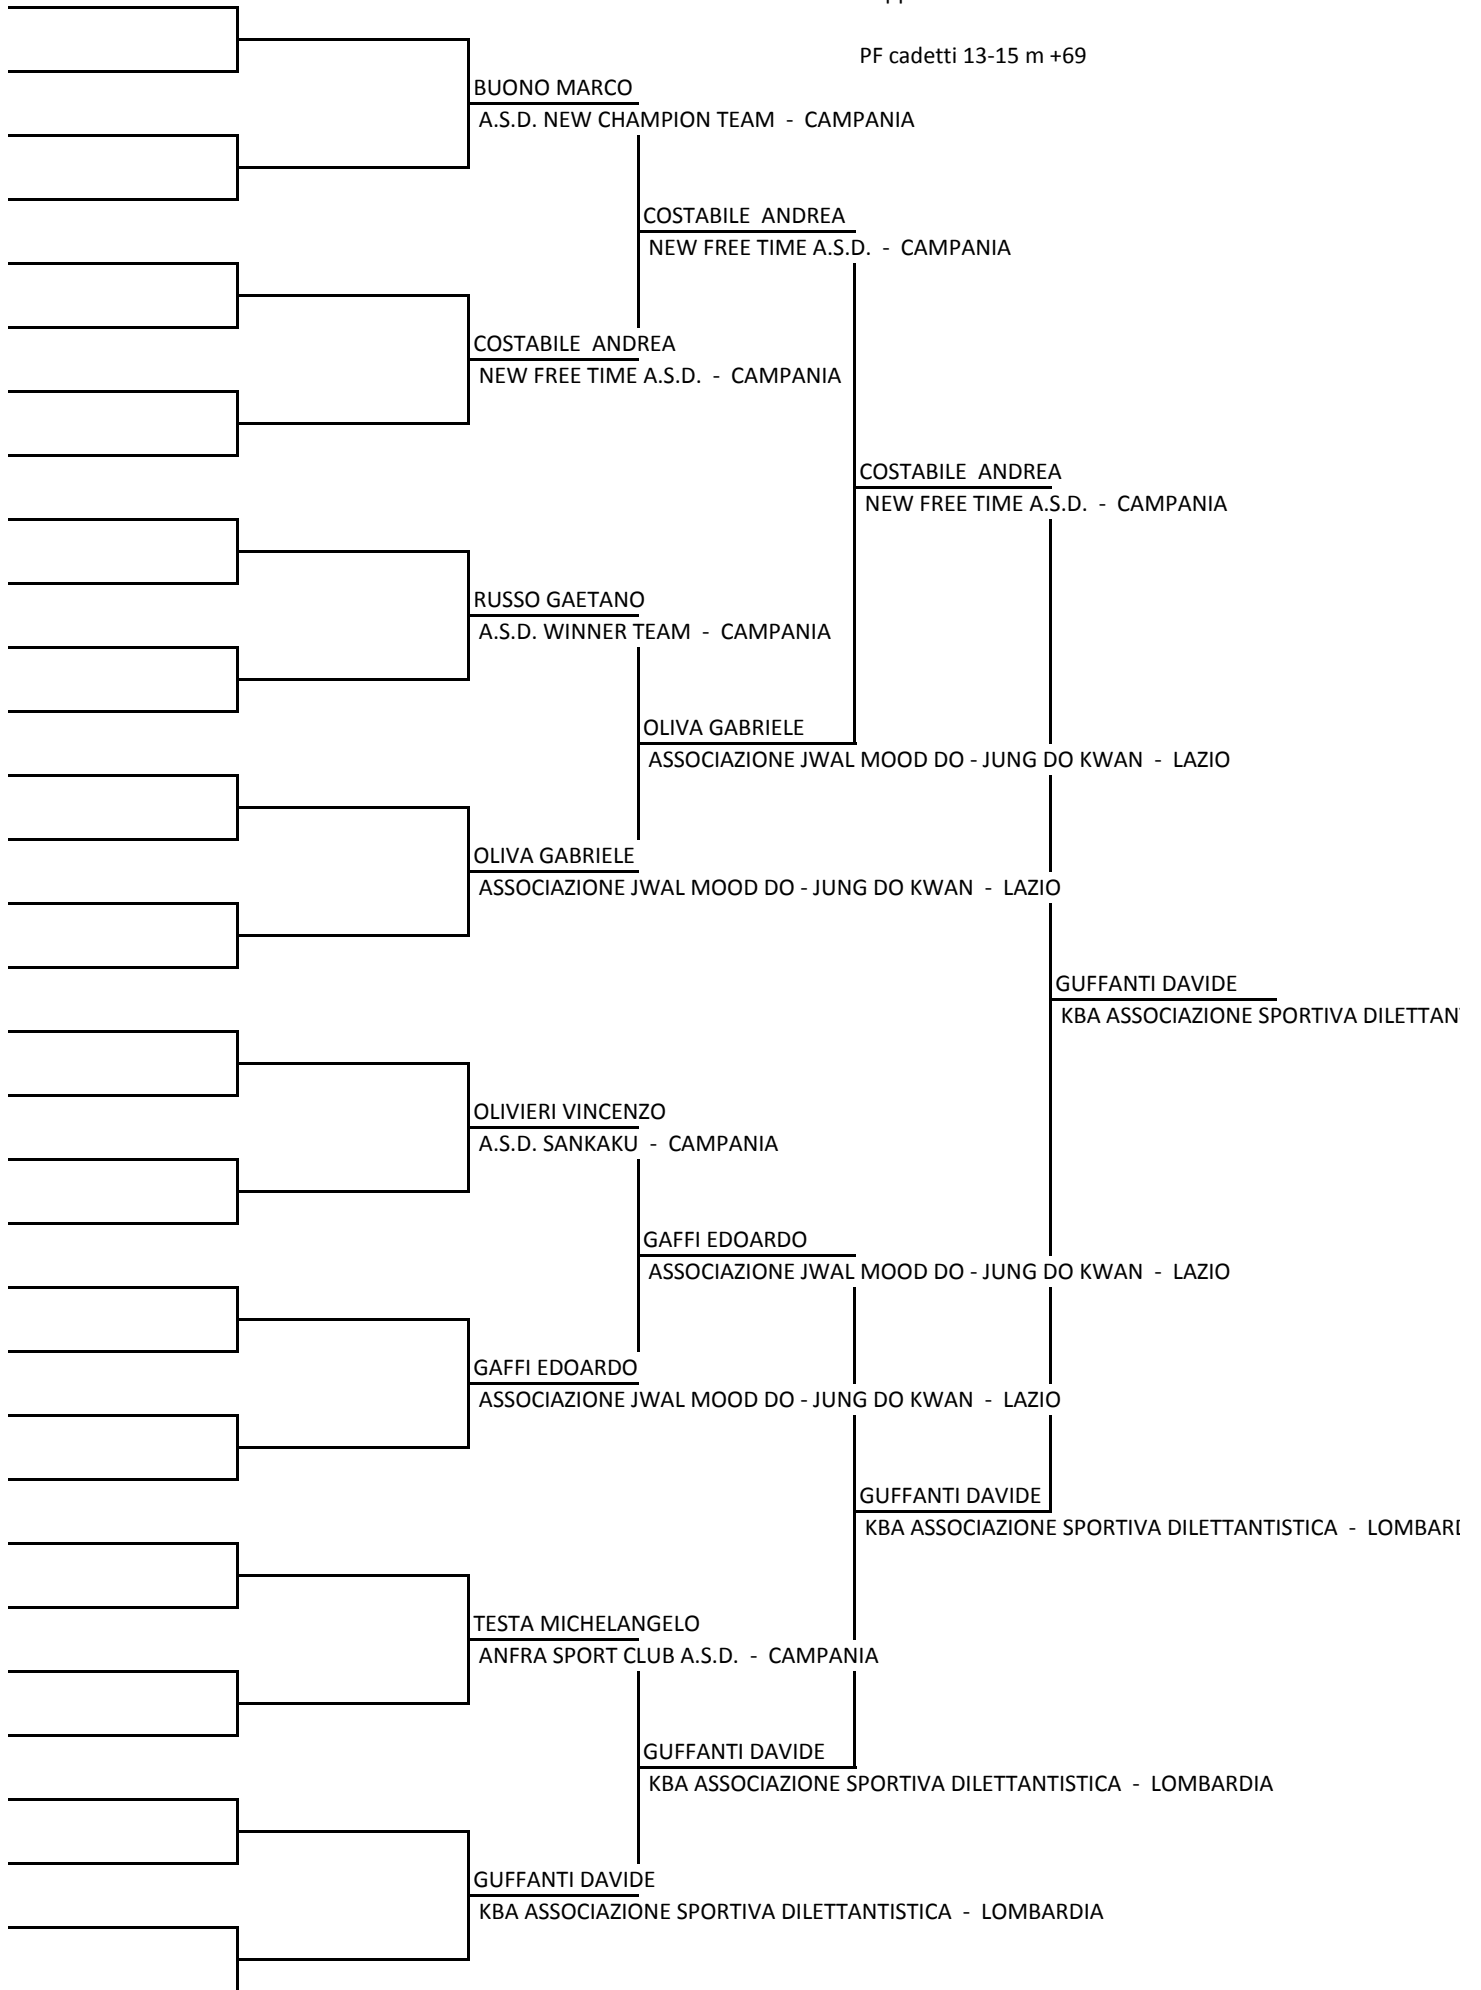 PF cadetti 13-15 m +69
BUONO MARCO
A.S.D. NEW CHAMPION TEAM - CAMPANIA
COSTABILE ANDREA
NEW FREE TIME A.S.D. - CAMPANIA
COSTABILE ANDREA
NEW FREE TIME A.S.D. - CAMPANIA
COSTABILE ANDREA
NEW FREE TIME A.S.D. - CAMPANIA
RUSSO GAETANO
A.S.D. WINNER TEAM - CAMPANIA
OLIVA GABRIELE
ASSOCIAZIONE JWAL MOOD DO - JUNG DO KWAN - LAZIO
OLIVA GABRIELE
ASSOCIAZIONE JWAL MOOD DO - JUNG DO KWAN - LAZIO
GUFFANTI DAVIDE
KBA ASSOCIAZIONE SPORTIVA DILETTAN
OLIVIERI VINCENZO
A.S.D. SANKAKU - CAMPANIA
GAFFI EDOARDO
ASSOCIAZIONE JWAL MOOD DO - JUNG DO KWAN - LAZIO
GAFFI EDOARDO
ASSOCIAZIONE JWAL MOOD DO - JUNG DO KWAN - LAZIO
GUFFANTI DAVIDE
KBA ASSOCIAZIONE SPORTIVA DILETTANTISTICA - LOMBARD
TESTA MICHELANGELO
ANFRA SPORT CLUB A.S.D. - CAMPANIA
GUFFANTI DAVIDE
KBA ASSOCIAZIONE SPORTIVA DILETTANTISTICA - LOMBARDIA
GUFFANTI DAVIDE
KBA ASSOCIAZIONE SPORTIVA DILETTANTISTICA - LOMBARDIA